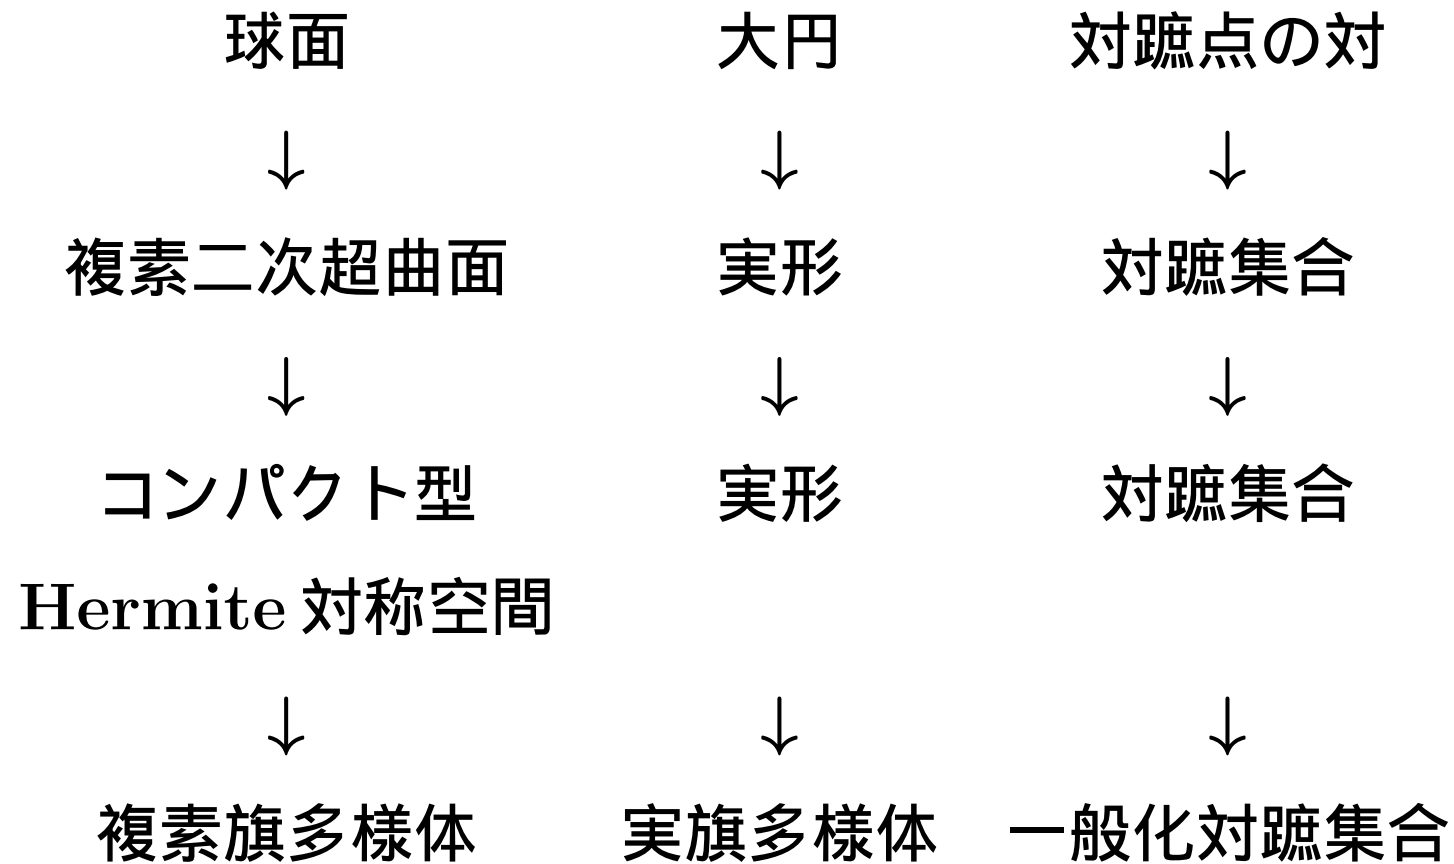 球面 大円 対蹠点の対
↓ ↓ ↓
複素二次超曲面 実形 対蹠集合
↓ ↓ ↓
コンパクト型 実形 対蹠集合
Hermite 対称空間
↓ ↓ ↓
複素旗多様体 実旗多様体 一般化対蹠集合